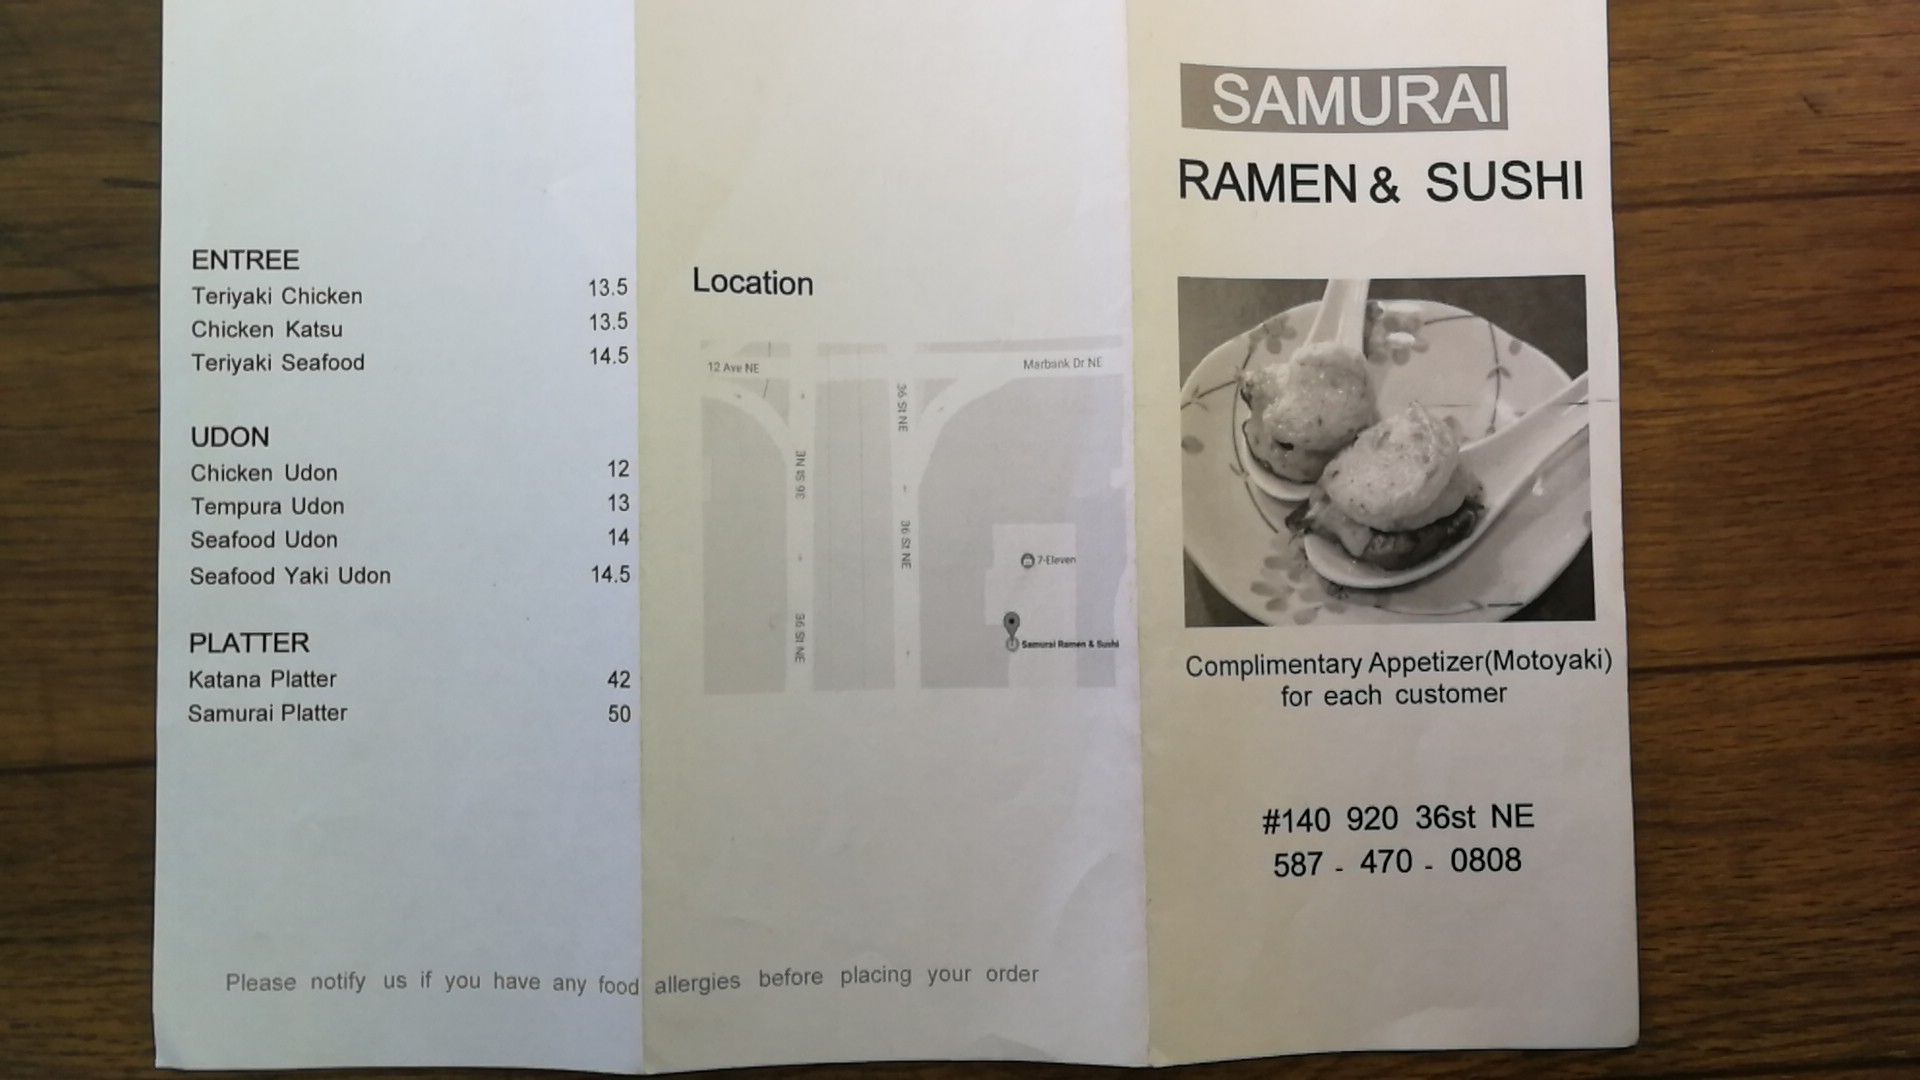 ENTREE
Teriyaki Chicken 13.5
Chicken Katsu 13.5
Teriyaki Seafood 14.5
UDON
Chicken Udon 12
Tempura Udon 13
Seafood Udon 14
Seafood Yaki Udon 14.5
PLATTER
Katana Platter 42
Samurai Platter 50
Please notify us if you have any food allergies before placing your order
Location
12 Ave NE
Marbank Dr NE
36 St NE
36 St NE
36 St NE
36 St NE
7-Eleven
Samurai Ramen & Sushi
SAMURAI
RAMEN & SUSHI
Complimentary Appetizer(Motoyaki)
for each customer
#140 920 36st NE
587 - 470 - 0808